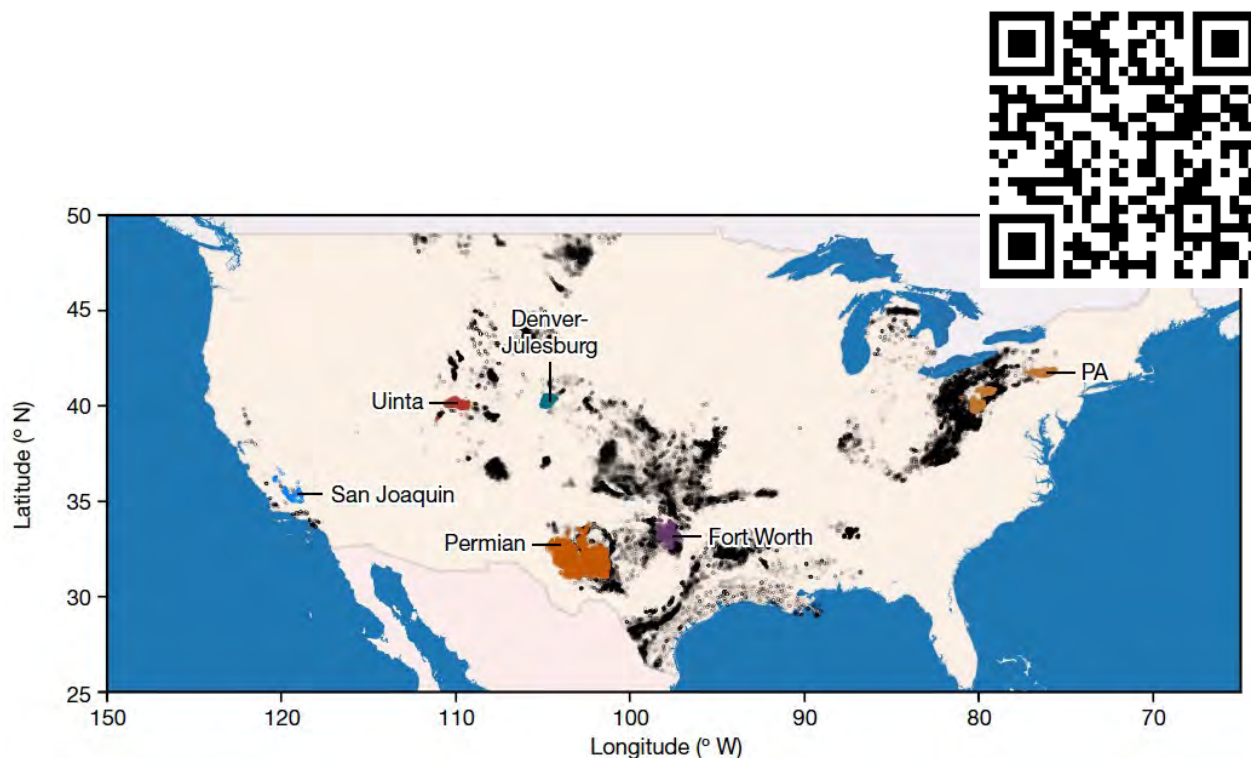 50
45
40
35
30
25
Latitude (° N)
Denver-
Julesburg
Uinta
PA
San Joaquin
Permian
Fort Worth
150
120
110
100
90
80
70
Longitude (° W)